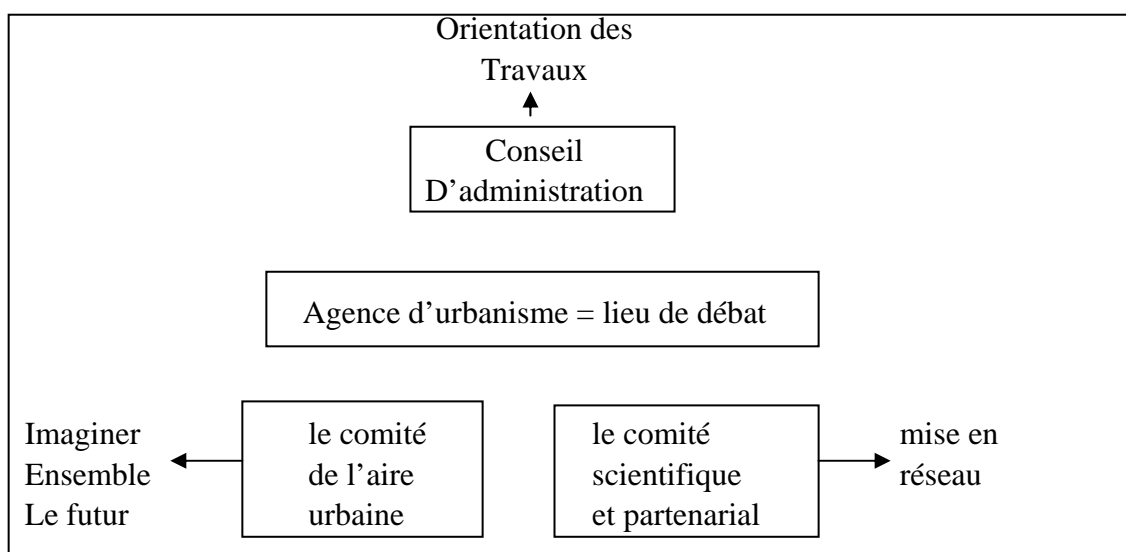 Orientation des
Travaux
Conseil
D’administration
Agence d’urbanisme = lieu de débat
Imaginer
Ensemble
Le futur
le comité
de l’aire
urbaine
le comité
scientifique
et partenarial
mise en
réseau